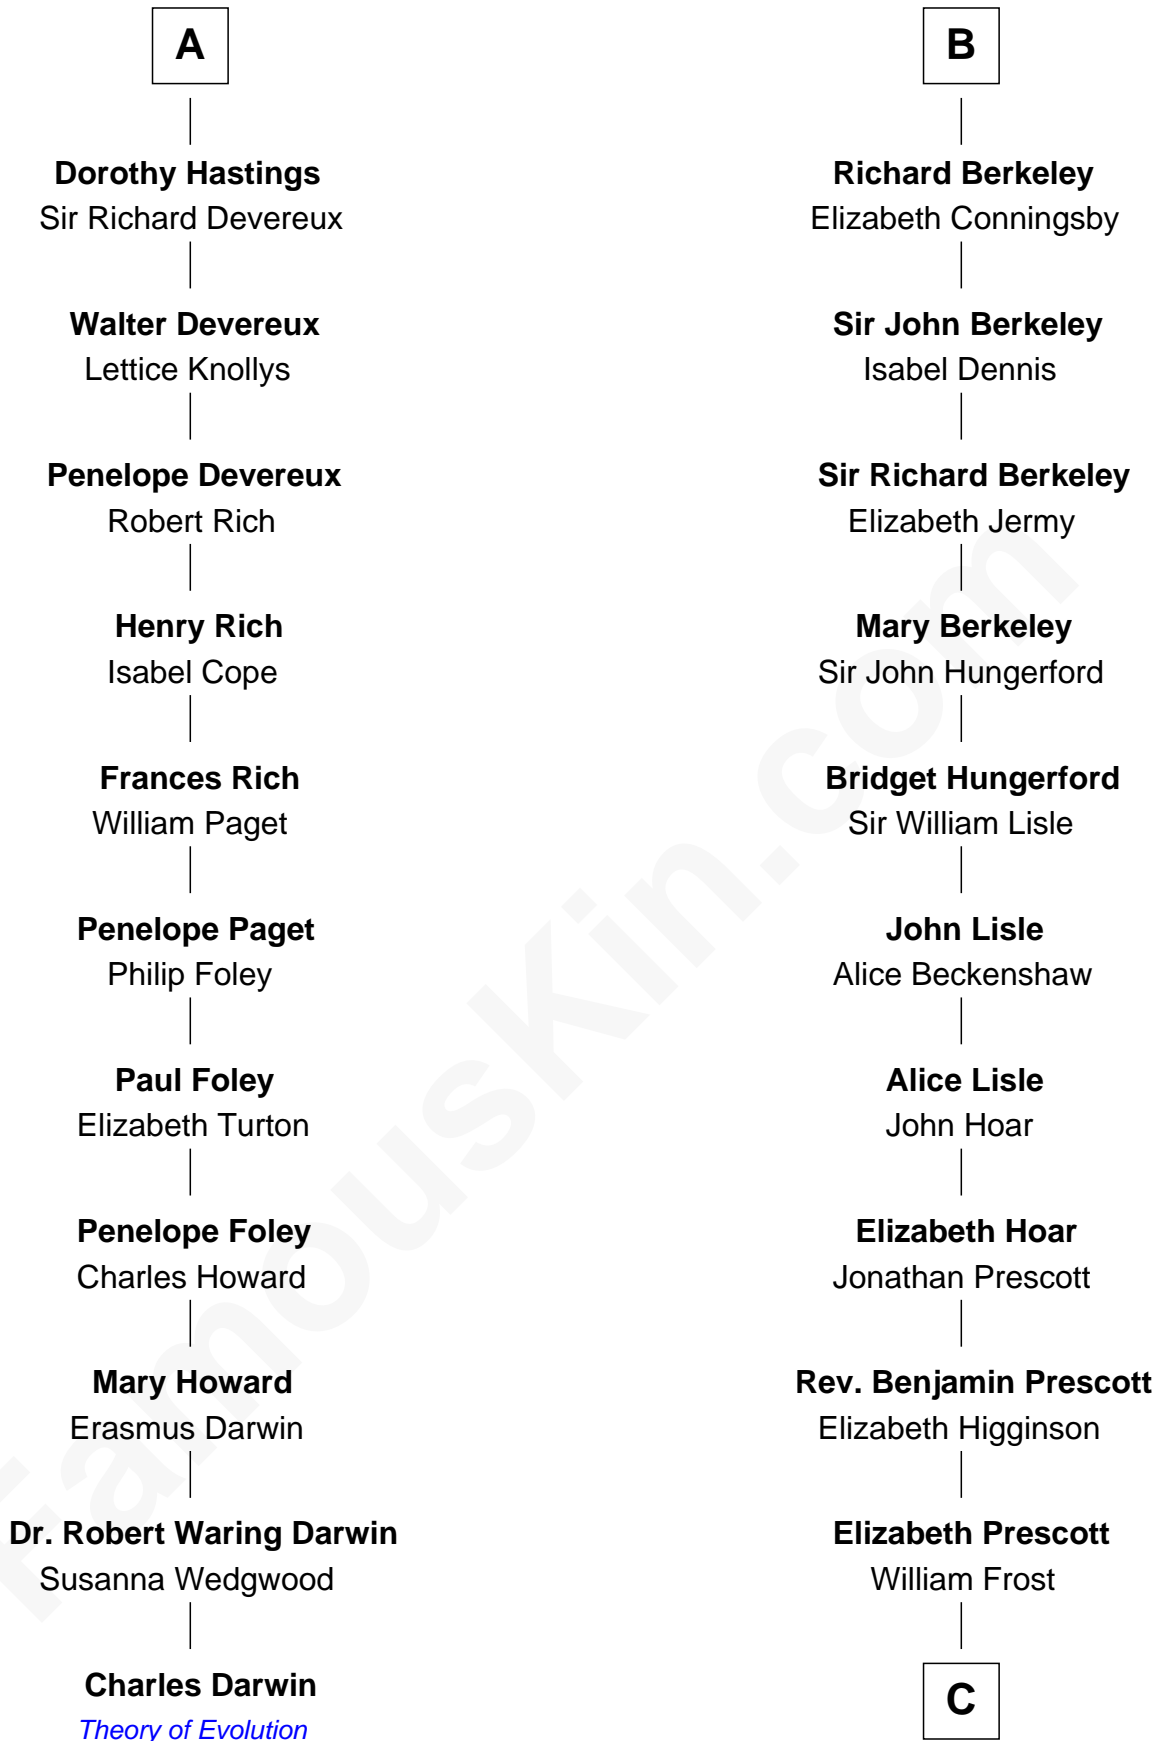 A
Dorothy Hastings
Sir Richard Devereux
Walter Devereux
Lettice Knollys
Penelope Devereux
Robert Rich
Henry Rich
Isabel Cope
Frances Rich
William Paget
Penelope Paget
Philip Foley
Paul Foley
Elizabeth Turton
Penelope Foley
Charles Howard
Mary Howard
Erasmus Darwin
Dr. Robert Waring Darwin
Susanna Wedgwood
Charles Darwin
Theory of Evolution
B
Richard Berkeley
Elizabeth Conningsby
Sir John Berkeley
Isabel Dennis
Sir Richard Berkeley
Elizabeth Jermy
Mary Berkeley
Sir John Hungerford
Bridget Hungerford
Sir William Lisle
John Lisle
Alice Beckenshaw
Alice Lisle
John Hoar
Elizabeth Hoar
Jonathan Prescott
Rev. Benjamin Prescott
Elizabeth Higginson
Elizabeth Prescott
William Frost
C
FamousKin.com